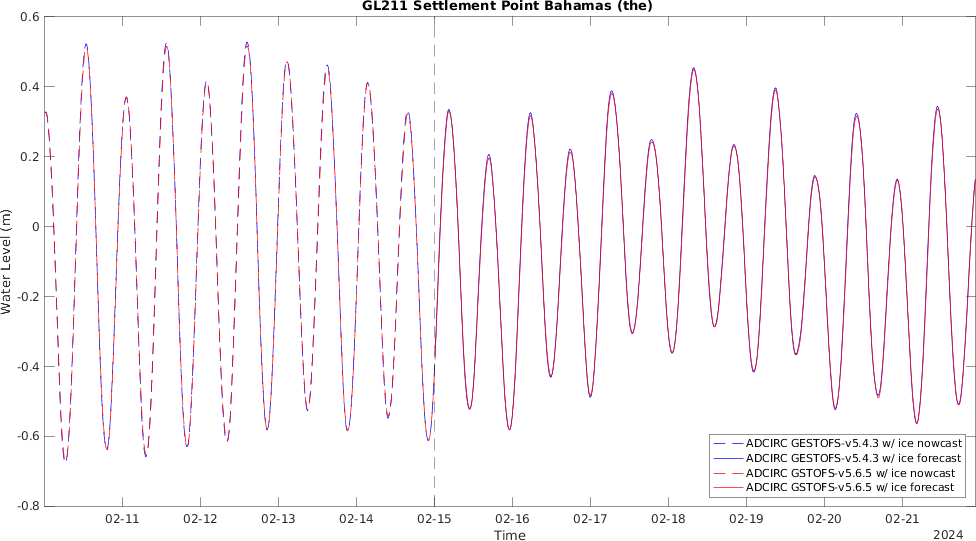 GL211 Settlement Point Bahamas (the)
Water Level (m)
0.6
0.4
0.2
0
-0.2
-0.4
-0.6
-0.8
ADCIRC GESTOFS-v5.4.3 w/ ice nowcast
ADCIRC GESTOFS-v5.4.3 w/ ice forecast
ADCIRC GSTOFS-v5.6.5 w/ ice nowcast
ADCIRC GSTOFS-v5.6.5 w/ ice forecast
02-11 02-12 02-13 02-14 02-15 02-16 02-17 02-18 02-19 02-20 02-21
Time
2024